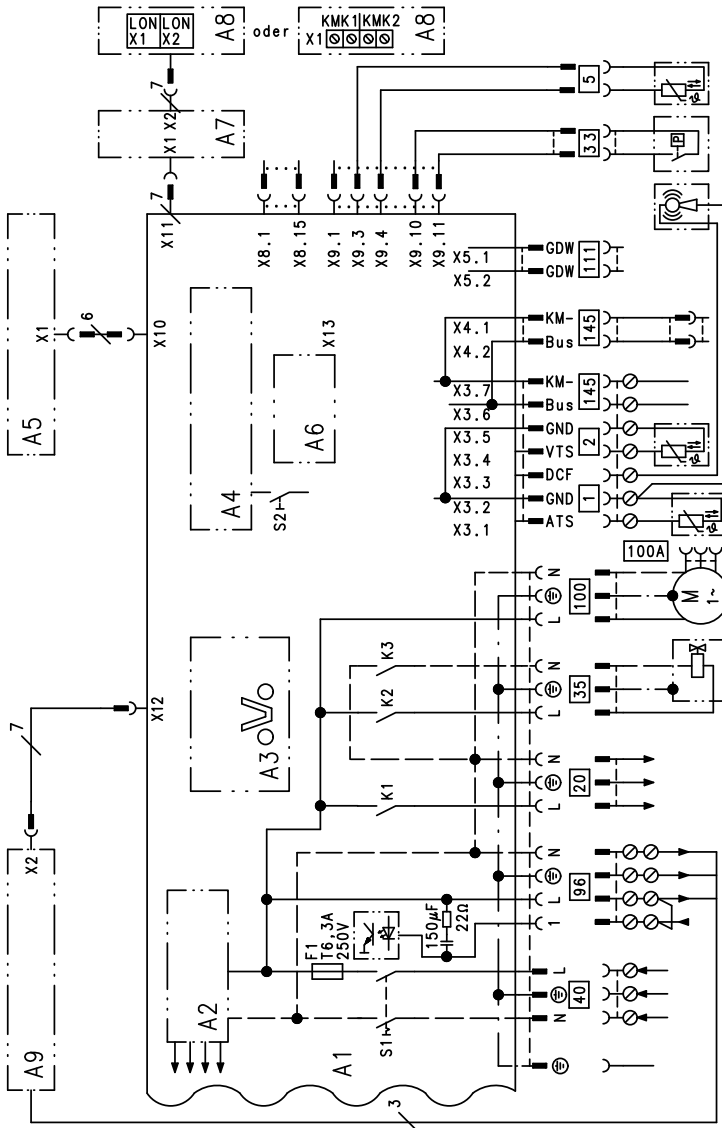 LON LON
X1 X2
A8
oder
KMK1 KMK2
X1
A8
7
X1 X2
A7
5
ϑ
7
33
P
X11
X8.1
X8.15
X9.1
X9.3
X9.4
X9.10
X9.11
A5
X1
6
X10
X13
A6
A4
S2
X5.1
X5.2
GDW
GDW
111
X4.1
X4.2
KM-
Bus
145
X3.7
X3.6
X3.5
X3.4
X3.3
X3.2
X3.1
KM-
Bus
GND
VTS
DCF
GND
ATS
145
2
1
ϑ
ϑ
100A
N
L
100
M
1~
7
X12
A3
K3
K2
K1
N
L
35
N
L
20
A9
X2
A2
F1
T6,3A
250V
150µF
22Ω
N
L
1
96
A1
S1
L
N
40
3